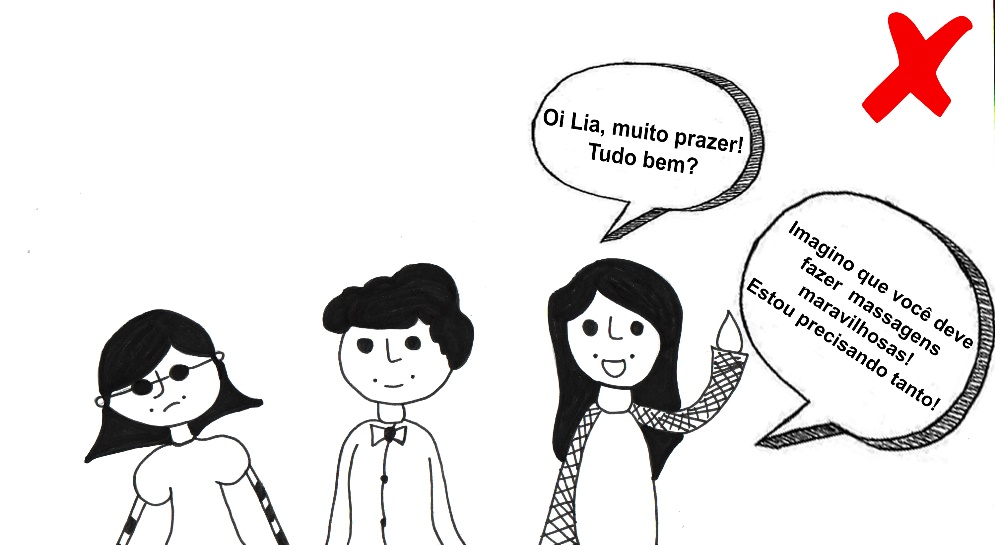 Oi Lia, muito prazer!
Tudo bem?
Imagino que você deve
fazer massagens
maravilhosas!
Estou precisando tanto!